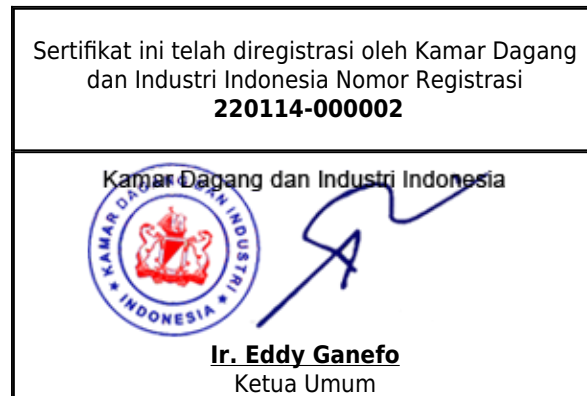 Sertifikat ini telah diregistrasi oleh Kamar Dagang
dan Industri Indonesia Nomor Registrasi
220114-000002
Kamar Dagang dan Industri Indonesia
KAMAR DAGANG DAN INDUSTRI
INDONESIA
Ir. Eddy Ganefo
Ketua Umum